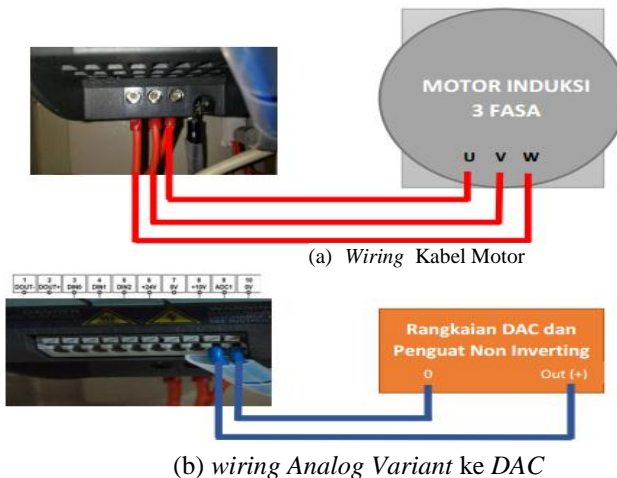 MOTOR INDUKSI
3 FASA
U V W
(a) Wiring Kabel Motor
1 2 3 4 5 6 7 8 9 10
DOUT- DOUT+ DIN0 DIN1 DIN2 +24V 0V +10V ADC1 0V
Rangkaian DAC dan
Penguat Non Inverting
0 Out (+)
(b) wiring Analog Variant ke DAC